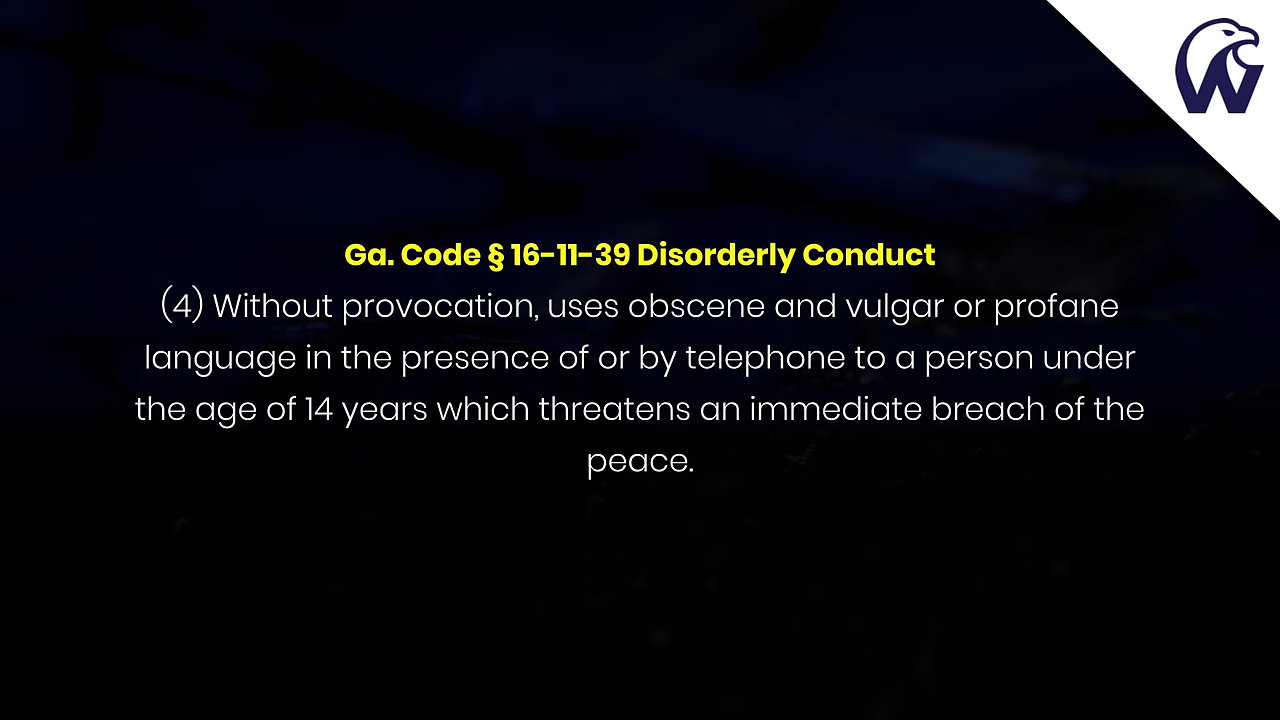 Ga. Code § 16-11-39 Disorderly Conduct
(4) Without provocation, uses obscene and vulgar or profane
language in the presence of or by telephone to a person under
the age of 14 years which threatens an immediate breach of the
peace.